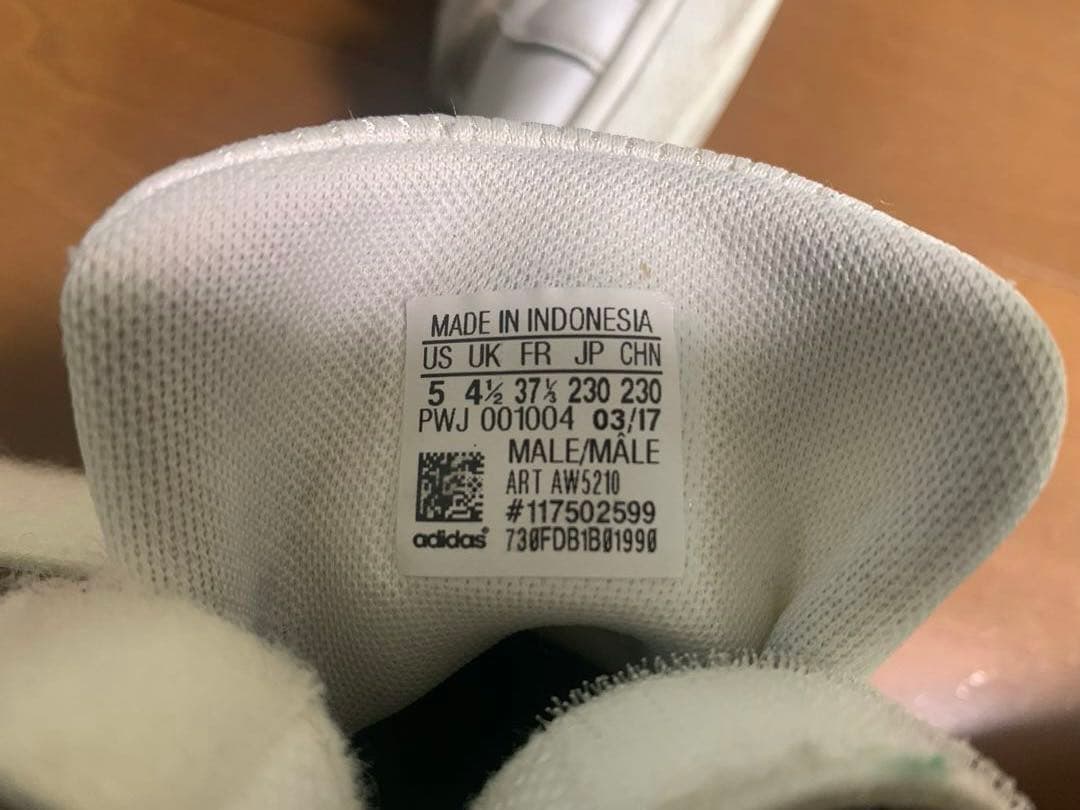 MADE IN INDONESIA
US UK FR JP CHN
5 4½ 37⅓ 230 230
PWJ 001004 03/17
MALE/MÂLE
ART AW5210
#117502599
adidas® 730FDB1B01990